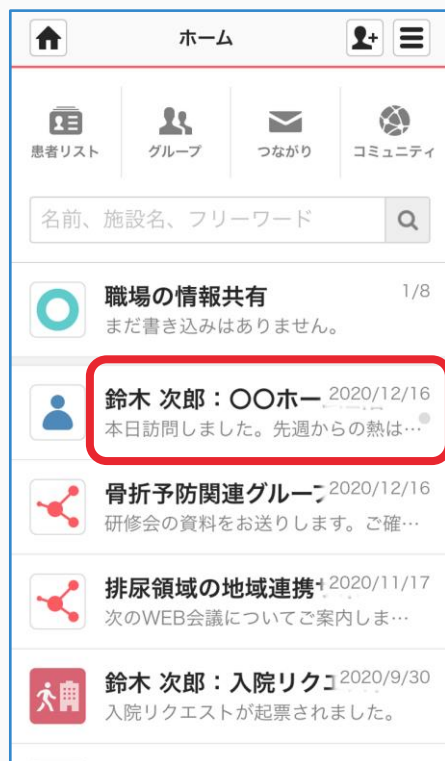 ホーム
患者リスト
グループ
つながり
コミュニティ
名前、施設名、フリーワード
職場の情報共有 1/8
まだ書き込みはありません。
鈴木 次郎：〇〇ホー 2020/12/16
本日訪問しました。先週からの熱は…
骨折予防関連グルー 2020/12/16
研修会の資料をお送りします。ご確…
排尿領域の地域連携 2020/11/17
次のWEB会議についてご案内しま…
鈴木 次郎：入院リク 2020/9/30
入院リクエストが起票されました。